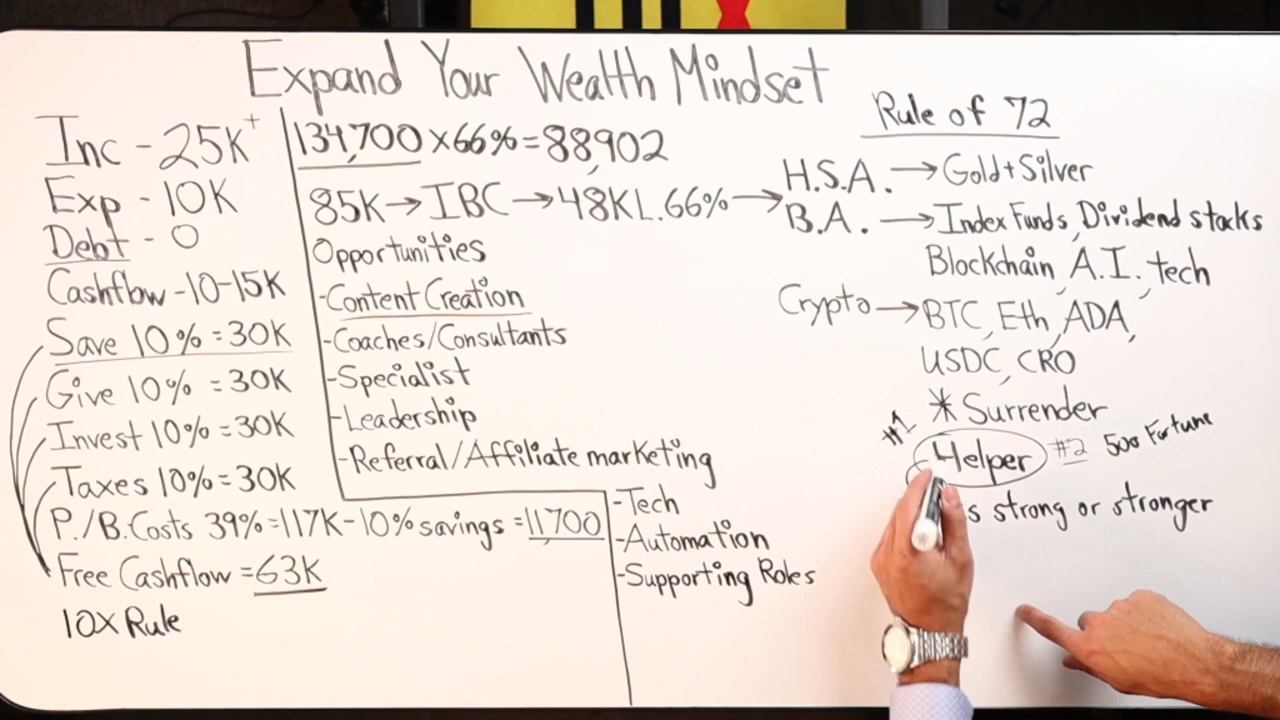 Expand Your Wealth Mindset
Inc - 25K+
Exp - 10K
Debt - 0
Cashflow - 10-15K
Save 10% = 30K
Give 10% = 30K
Invest 10% = 30K
Taxes 10% = 30K
P./B. Costs 39% = 117K - 10% savings = 11,700
Free Cashflow = 63K
10X Rule
134,700 x 66% = 88,902
85K → IBC → 48K L. 66% →
Opportunities
- Content Creation
- Coaches/Consultants
- Specialist
- Leadership
- Referral/Affiliate marketing
- Tech
- Automation
- Supporting Roles
Rule of 72
H.S.A. → Gold + Silver
B.A. → Index Funds, Dividend stocks
Blockchain, A.I., tech
Crypto → BTC, Eth, ADA,
USDC, CRO
* Surrender
#1 Helper #2 500 Fortune
s strong or stronger